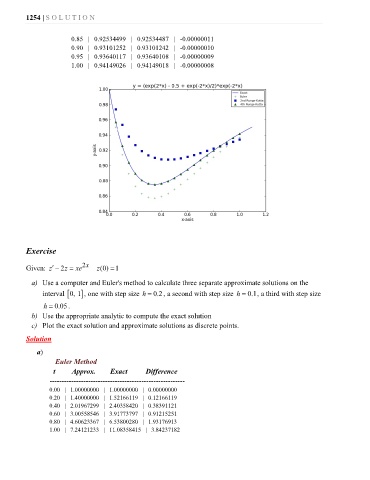 1254 | S O L U T I O N
0.85 | 0.92534499 | 0.92534487 | -0.00000011
0.90 | 0.93101252 | 0.93101242 | -0.00000010
0.95 | 0.93640117 | 0.93640108 | -0.00000009
1.00 | 0.94149026 | 0.94149018 | -0.00000008
y = (exp(2*x) - 0.5 + exp(-2*x)/2)*exp(-2*x)
1.00
0.98
0.96
0.94
0.92
0.90
0.88
0.86
0.84
y-axis
Exact
Euler
2nd Runge-Kutta
4th Runge-Kutta
0.0 0.2 0.4 0.6 0.8 1.0 1.2
x-axis
Exercise
Given: z′ − 2z = xe^2x z(0) = 1
a) Use a computer and Euler's method to calculate three separate approximate solutions on the
interval [0, 1], one with step size h = 0.2, a second with step size h = 0.1, a third with step size
h = 0.05.
b) Use the appropriate analytic to compute the exact solution
c) Plot the exact solution and approximate solutions as discrete points.
Solution
a)
Euler Method
t Approx. Exact Difference
------------------------------------------------------------
0.00 | 1.00000000 | 1.00000000 | 0.00000000
0.20 | 1.40000000 | 1.52166119 | 0.12166119
0.40 | 2.01967299 | 2.40358420 | 0.38391121
0.60 | 3.00558546 | 3.91773797 | 0.91215251
0.80 | 4.60623367 | 6.53800280 | 1.93176913
1.00 | 7.24121233 | 11.08358415 | 3.84237182